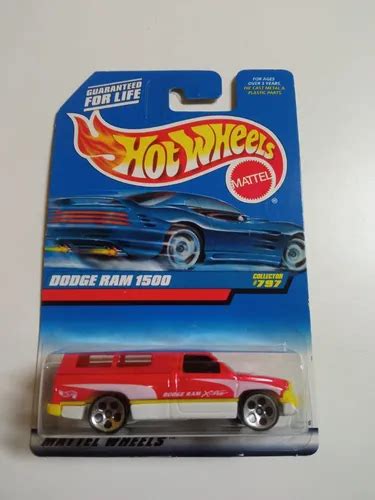 GUARANTEED
FOR LIFE
FOR AGES
OVER 3 YEARS
DIE CAST METAL &
PLASTIC PARTS
HOT WHEELS
MATTEL
®
DODGE RAM 1500
COLLECTOR
#797
DODGE RAM
MATTEL WHEELS